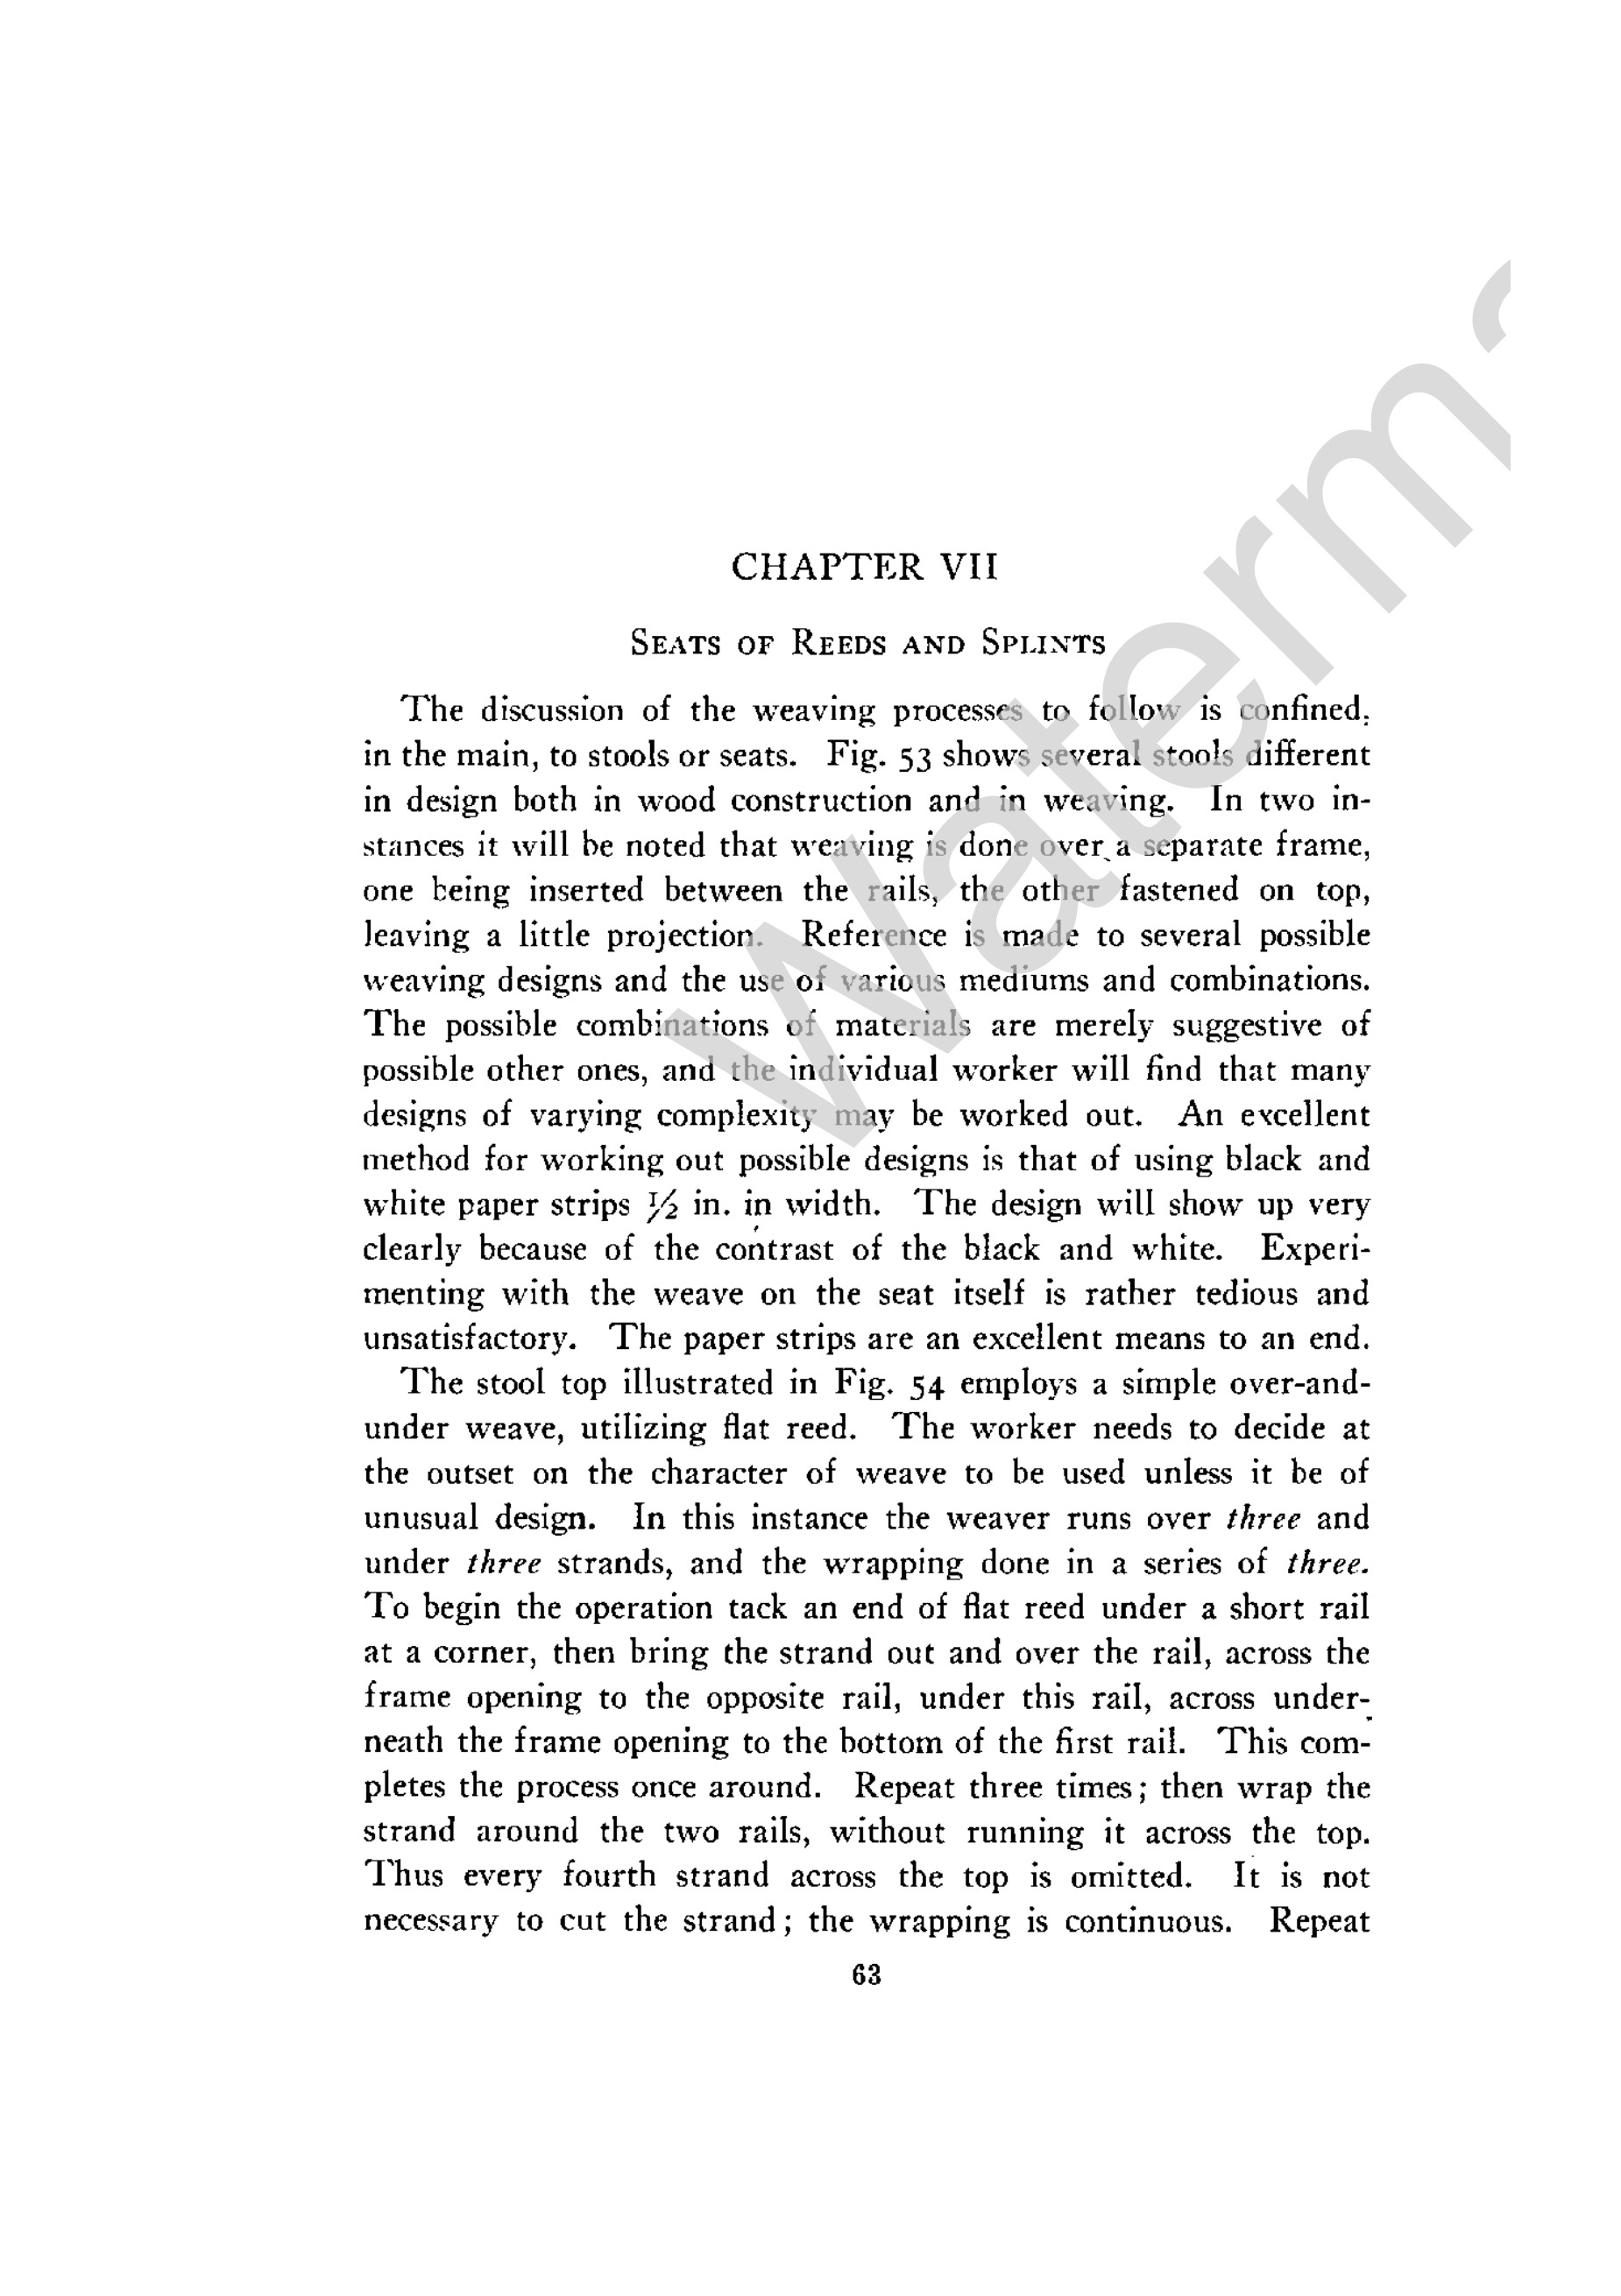 CHAPTER VII
SEATS OF REEDS AND SPLINTS
The discussion of the weaving processes to follow is confined,
in the main, to stools or seats. Fig. 53 shows several stools different
in design both in wood construction and in weaving. In two in-
stances it will be noted that weaving is done over a separate frame,
one being inserted between the rails, the other fastened on top,
leaving a little projection. Reference is made to several possible
weaving designs and the use of various mediums and combinations.
The possible combinations of materials are merely suggestive of
possible other ones, and the individual worker will find that many
designs of varying complexity may be worked out. An excellent
method for working out possible designs is that of using black and
white paper strips ½ in. in width. The design will show up very
clearly because of the contrast of the black and white. Experi-
menting with the weave on the seat itself is rather tedious and
unsatisfactory. The paper strips are an excellent means to an end.
The stool top illustrated in Fig. 54 employs a simple over-and-
under weave, utilizing flat reed. The worker needs to decide at
the outset on the character of weave to be used unless it be of
unusual design. In this instance the weaver runs over three and
under three strands, and the wrapping done in a series of three.
To begin the operation tack an end of flat reed under a short rail
at a corner, then bring the strand out and over the rail, across the
frame opening to the opposite rail, under this rail, across under-
neath the frame opening to the bottom of the first rail. This com-
pletes the process once around. Repeat three times; then wrap the
strand around the two rails, without running it across the top.
Thus every fourth strand across the top is omitted. It is not
necessary to cut the strand; the wrapping is continuous. Repeat
63
Waterma